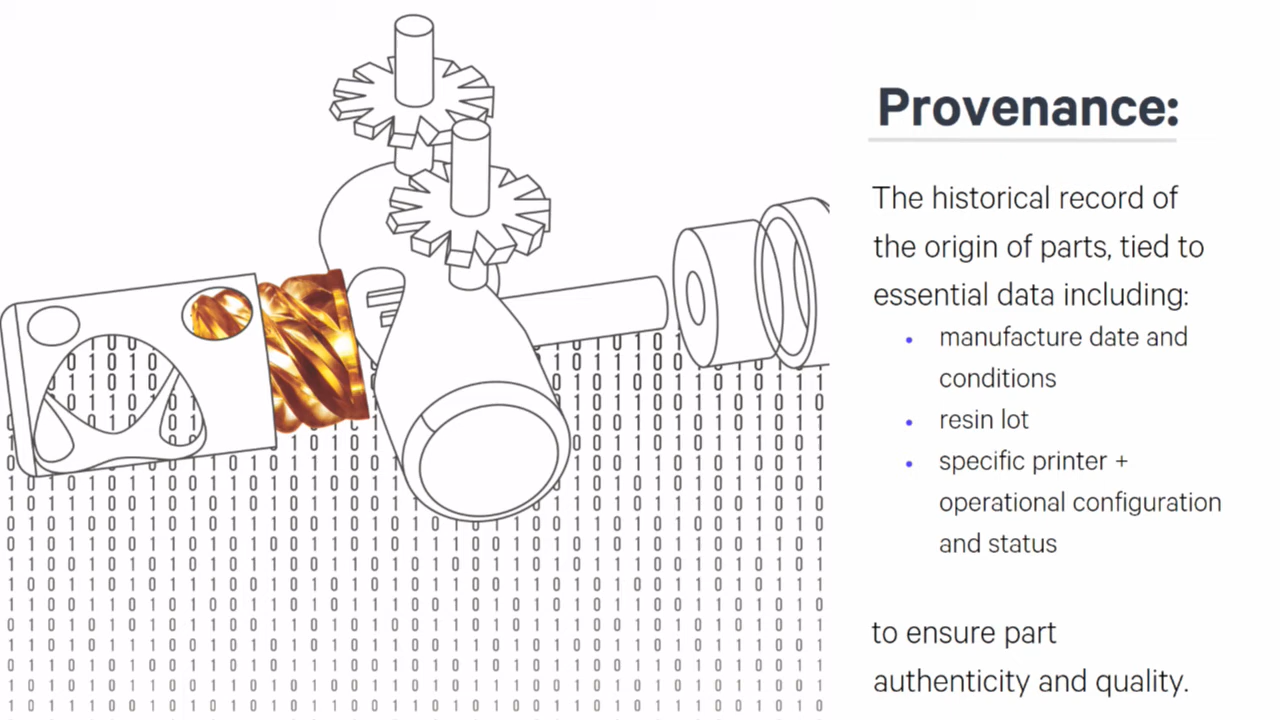 Provenance:
The historical record of
the origin of parts, tied to
essential data including:
• manufacture date and
conditions
• resin lot
• specific printer +
operational configuration
and status
to ensure part
authenticity and quality.